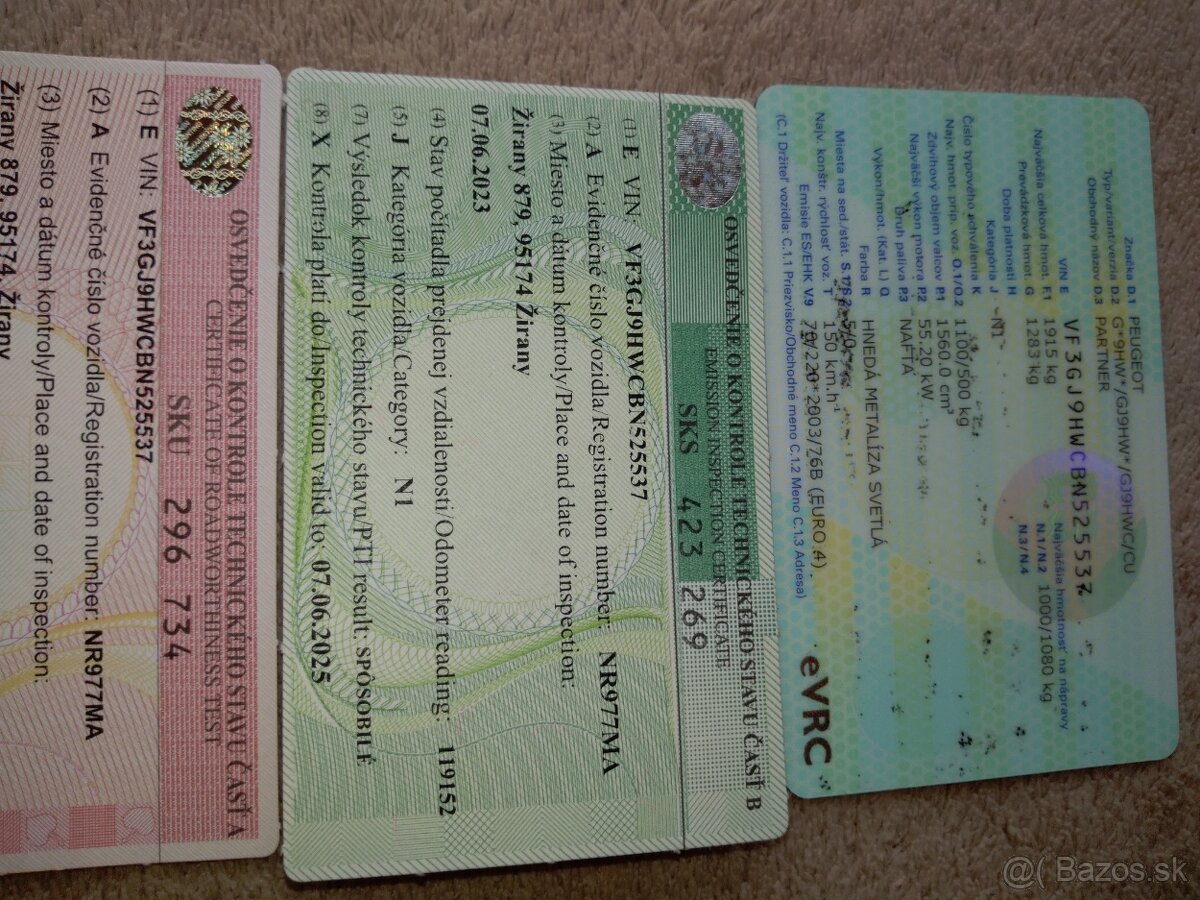 OSVEDČENIE O KONTROLE TECHNICKÉHO STAVU ČASŤ A
CERTIFICATE OF ROADWORTHINESS TEST
SKU 296 734
(1) E VIN: VF3GJ9HWCBN525537
(2) A Evidenčné číslo vozidla/Registration number: NR977MA
(3) Miesto a dátum kontroly/Place and date of inspection:
Žirany 879, 95174 Žirany
OSVEDČENIE O KONTROLE TECHNICKÉHO STAVU ČASŤ B
EMISSION INSPECTION CERTIFICATE
SKS 423 269
(1) E VIN: VF3GJ9HWCBN525537
(2) A Evidenčné číslo vozidla/Registration number: NR977MA
(3) Miesto a dátum kontroly/Place and date of inspection:
Žirany 879, 95174 Žirany
07.06.2023
(4) Stav počítadla prejdenej vzdialenosti/Odometer reading: 119152
(5) J Kategória vozidla/Category: N1
(7) Výsledok kontroly technického stavu/PTI result: SPÔSOBILÉ
(8) X Kontrola platí do/Inspection valid to: 07.06.2025
Značka D.1 PEUGEOT
Typ/variant/verzia D.2 G*9HW*/GJ9HW*/GJ9HWC/CU
Obchodný názov D.3 PARTNER
VIN E VF3GJ9HWCBN525537
Najväčšia hmotnosť na nápravy
Najväčšia celková hmot. F.1 1915 kg N.1/N.2 1000/1080 kg
Prevádzková hmot. G 1283 kg N.3/N.4
Doba platnosti H
Kategória J N1
Číslo typového schválenia K
Najv. hmot. príp. voz. O.1/O.2 1100/500 kg
Zdvihový objem valcov P.1 1560.0 cm³
Najväčší výkon motora P.2 55.20 kW
Druh paliva P.3 NAFTA
Výkon/hmot. (Kat. L) Q
Farba R HNEDÁ METALÍZA SVETLÁ
Miesta na sed./stát. S.1/S.2
Najv. konštr. rýchlosť voz. T 150 km.h⁻¹
Emisie ES/EHK V.9 70/220*2003/76B (EURO 4)
(C.1 Držiteľ vozidla: C.1.1 Priezvisko/Obchodné meno C.1.2 Meno C.1.3 Adresa)
eVRC
@( Bazos.sk